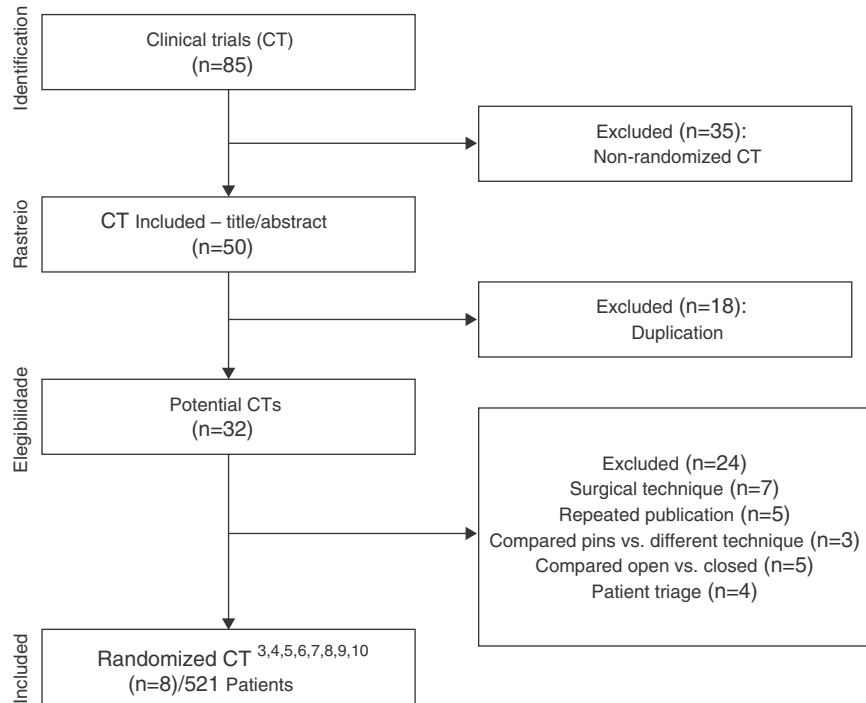 Identification
Clinical trials (CT)
(n=85)
Excluded (n=35):
Non-randomized CT
Rastreio
CT Included – title/abstract
(n=50)
Excluded (n=18):
Duplication
Elegibilidade
Potential CTs
(n=32)
Excluded (n=24)
Surgical technique (n=7)
Repeated publication (n=5)
Compared pins vs. different technique (n=3)
Compared open vs. closed (n=5)
Patient triage (n=4)
Included
Randomized CT 3,4,5,6,7,8,9,10
(n=8)/521 Patients